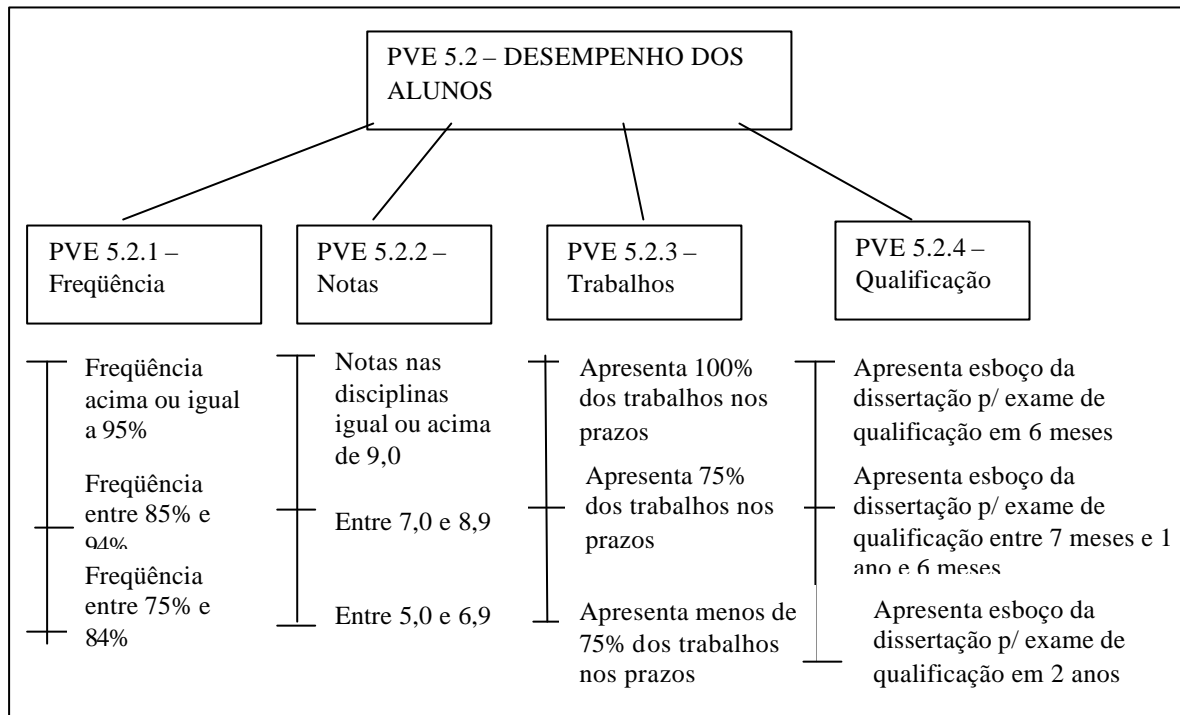 PVE 5.2 – DESEMPENHO DOS
ALUNOS
PVE 5.2.1 –
Freqüência
PVE 5.2.2 –
Notas
PVE 5.2.3 –
Trabalhos
PVE 5.2.4 –
Qualificação
Freqüência
acima ou igual
a 95%
Freqüência
entre 85% e
94%
Freqüência
entre 75% e
84%
Notas nas
disciplinas
igual ou acima
de 9,0
Entre 7,0 e 8,9
Entre 5,0 e 6,9
Apresenta 100%
dos trabalhos nos
prazos
Apresenta 75%
dos trabalhos nos
prazos
Apresenta menos de
75% dos trabalhos
nos prazos
Apresenta esboço da
dissertação p/ exame de
qualificação em 6 meses
Apresenta esboço da
dissertação p/ exame de
qualificação entre 7 meses e 1
ano e 6 meses
Apresenta esboço da
dissertação p/ exame de
qualificação em 2 anos